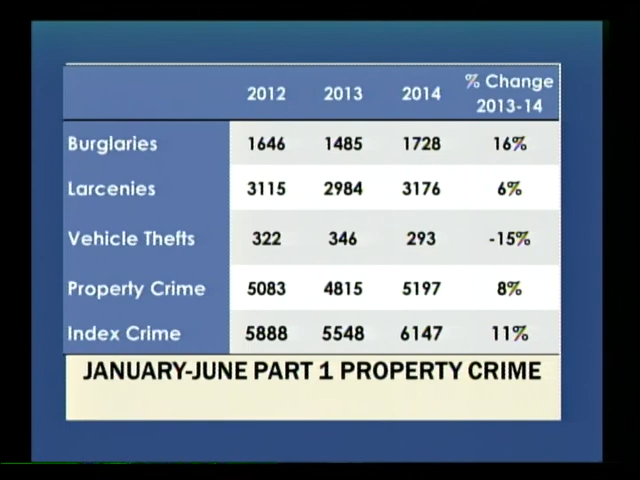 2012 2013 2014 % Change 2013-14
Burglaries 1646 1485 1728 16%
Larcenies 3115 2984 3176 6%
Vehicle Thefts 322 346 293 -15%
Property Crime 5083 4815 5197 8%
Index Crime 5888 5548 6147 11%
JANUARY-JUNE PART 1 PROPERTY CRIME